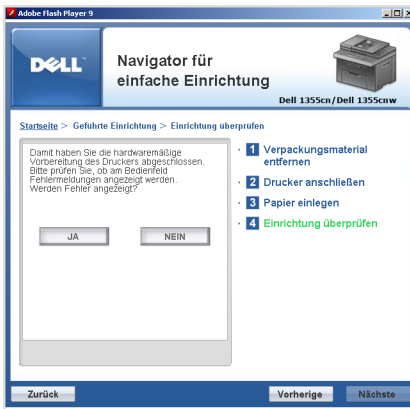 Adobe Flash Player 9
DELL™
Navigator für
einfache Einrichtung
Dell 1355cn/Dell 1355cnw
Startseite > Geführte Einrichtung > Einrichtung überprüfen
Damit haben Sie die hardwaremäßige
Vorbereitung des Druckers abgeschlossen.
Bitte prüfen Sie, ob am Bedienfeld
Fehlermeldungen angezeigt werden.
Werden Fehler angezeigt?
JA
NEIN
· 1 Verpackungsmaterial
entfernen
· 2 Drucker anschließen
· 3 Papier einlegen
· 4 Einrichtung überprüfen
Zurück
Vorherige
Nächste